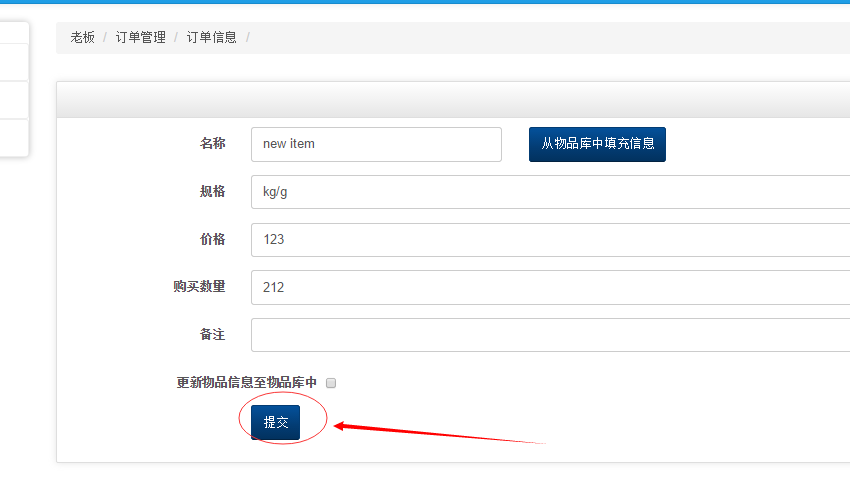 老板 / 订单管理 / 订单信息 /
名称 new item 从物品库中填充信息
规格 kg/g
价格 123
购买数量 212
备注
更新物品信息至物品库中
提交